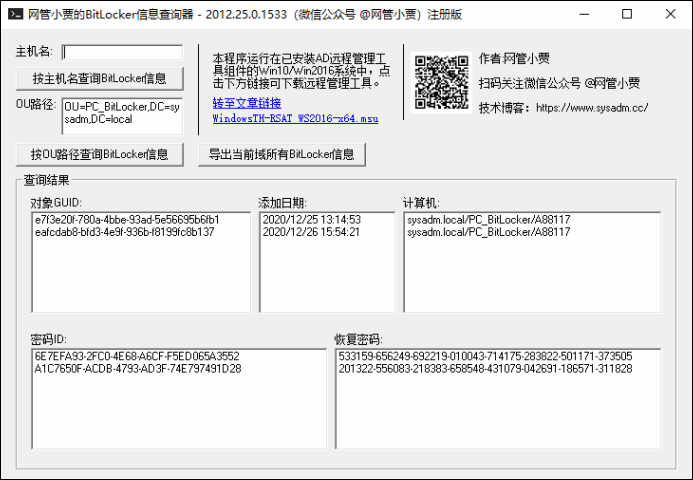 网管小贾的BitLocker信息查询器 - 2012.25.0.1533（微信公众号 @网管小贾）注册版
主机名:
按主机名查询BitLocker信息
OU路径:
OU=PC_BitLocker,DC=sy
sadm,DC=local
按OU路径查询BitLocker信息
导出当前域所有BitLocker信息
本程序运行在已安装AD远程管理工
具组件的Win10/Win2016系统中，点
击下方链接可下载远程管理工具。
转至文章链接
WindowsTH-RSAT_WS2016-x64.msu
作者:网管小贾
扫码关注微信公众号 @网管小贾
技术博客：https://www.sysadm.cc/
查询结果
对象GUID:
e7f3e20f-780a-4bbe-93ad-5e56695b6fb1
eafcdab8-bfd3-4e9f-936b-f8199fc8b137
添加日期:
2020/12/25 13:14:53
2020/12/26 15:54:21
计算机:
sysadm.local/PC_BitLocker/A88117
sysadm.local/PC_BitLocker/A88117
密码ID:
6E7EFA93-2FC0-4E68-A6CF-F5ED065A3552
A1C7650F-ACDB-4793-AD3F-74E797491D28
恢复密码:
533159-656249-692219-010043-714175-283822-501171-373505
201322-556083-218383-658548-431079-042691-186571-311828